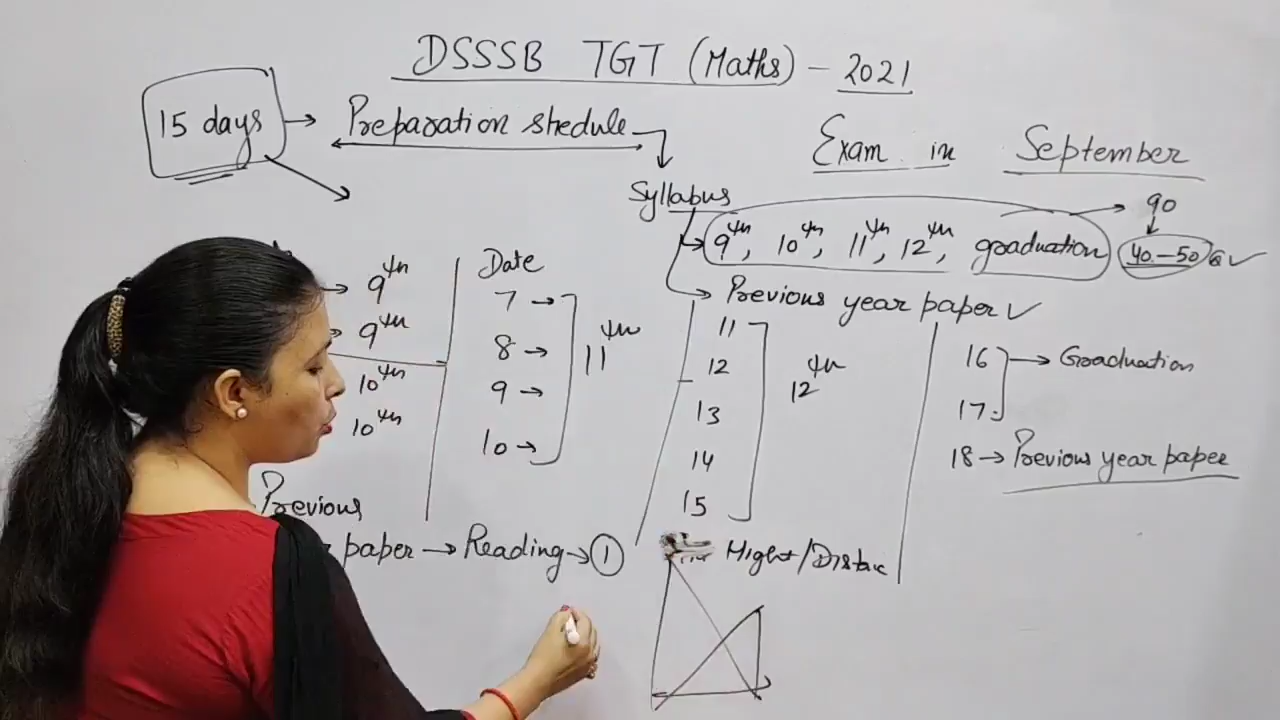 DSSSB TGT (Maths) - 2021
15 days → Preparation shedule
Exam in September
Syllabus
→ 9th, 10th, 11th, 12th, graduation → 90
40-50
→ Previous year paper ✓
→ 9th
9th
10th
10th
Date
7 →
8 →
9 →
10 →
11th
11
12
13
14
15
12th
16
17
→ Graduation
18 → Previous year paper
Previous
paper → Reading → 1
Hight/Distac